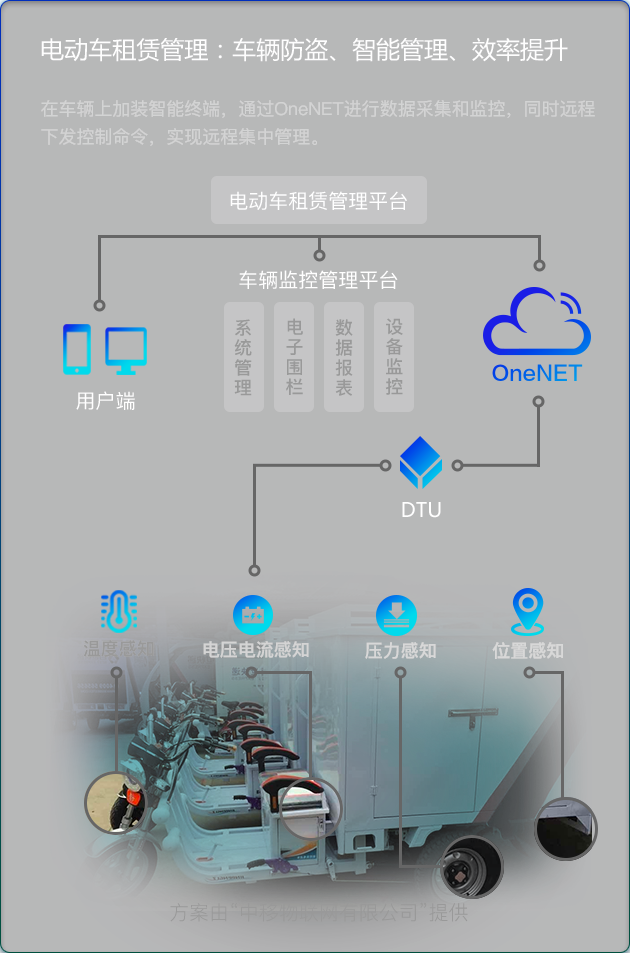 电动车租赁管理：车辆防盗、智能管理、效率提升
在车辆上加装智能终端，通过OneNET进行数据采集和监控，同时远程
下发控制命令，实现远程集中管理。
电动车租赁管理平台
车辆监控管理平台
系统管理
电子围栏
数据报表
设备监控
用户端
OneNET
DTU
温度感知
电压电流感知
压力感知
位置感知
方案由“中移物联网有限公司”提供